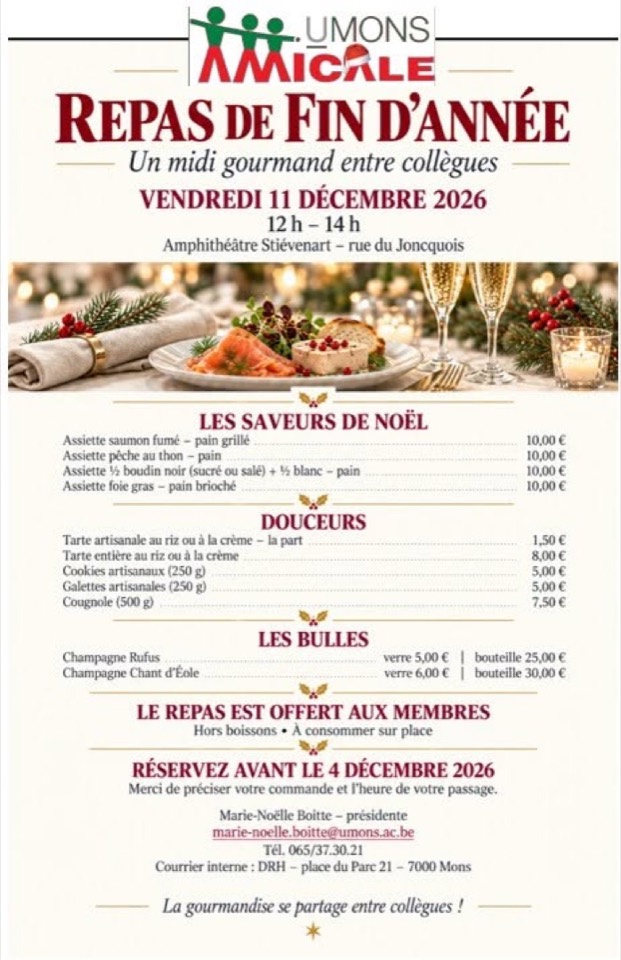 UMONS
AMICALE
REPAS DE FIN D'ANNÉE
Un midi gourmand entre collègues
VENDREDI 11 DÉCEMBRE 2026
12 h – 14 h
Amphithéâtre Stiévenart – rue du Joncquois
LES SAVEURS DE NOËL
Assiette saumon fumé – pain grillé 10,00 €
Assiette pêche au thon – pain 10,00 €
Assiette ½ boudin noir (sucré ou salé) + ½ blanc – pain 10,00 €
Assiette foie gras – pain brioché 10,00 €
DOUCEURS
Tarte artisanale au riz ou à la crème – la part 1,50 €
Tarte entière au riz ou à la crème 8,00 €
Cookies artisanaux (250 g) 5,00 €
Galettes artisanales (250 g) 5,00 €
Cougnole (500 g) 7,50 €
LES BULLES
Champagne Rufus verre 5,00 € | bouteille 25,00 €
Champagne Chant d'Éole verre 6,00 € | bouteille 30,00 €
LE REPAS EST OFFERT AUX MEMBRES
Hors boissons • À consommer sur place
RÉSERVEZ AVANT LE 4 DÉCEMBRE 2026
Merci de préciser votre commande et l'heure de votre passage.
Marie-Noëlle Boitte – présidente
marie-noelle.boitte@umons.ac.be
Tél. 065/37.30.21
Courrier interne : DRH – place du Parc 21 – 7000 Mons
La gourmandise se partage entre collègues !